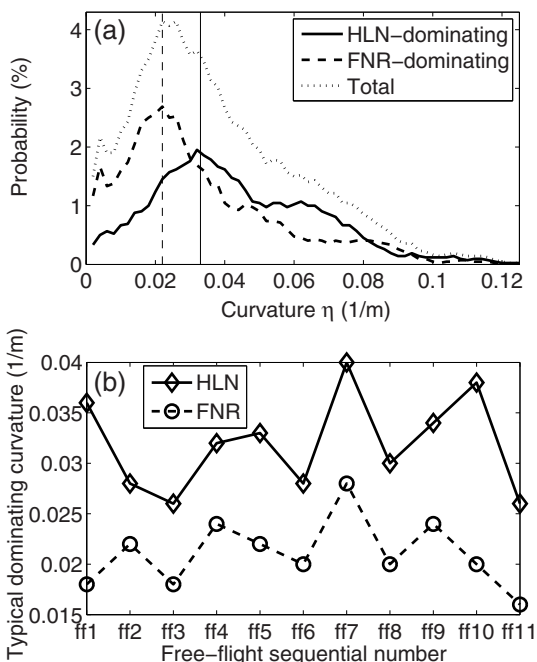 (a)
HLN-dominating
FNR-dominating
Total
Probability (%)
4
3
2
1
0
0 0.02 0.04 0.06 0.08 0.1 0.12
Curvature η (1/m)
(b)
HLN
FNR
Typical dominating curvature (1/m)
0.04
0.035
0.03
0.025
0.02
0.015
ff1 ff2 ff3 ff4 ff5 ff6 ff7 ff8 ff9 ff10 ff11
Free-flight sequential number